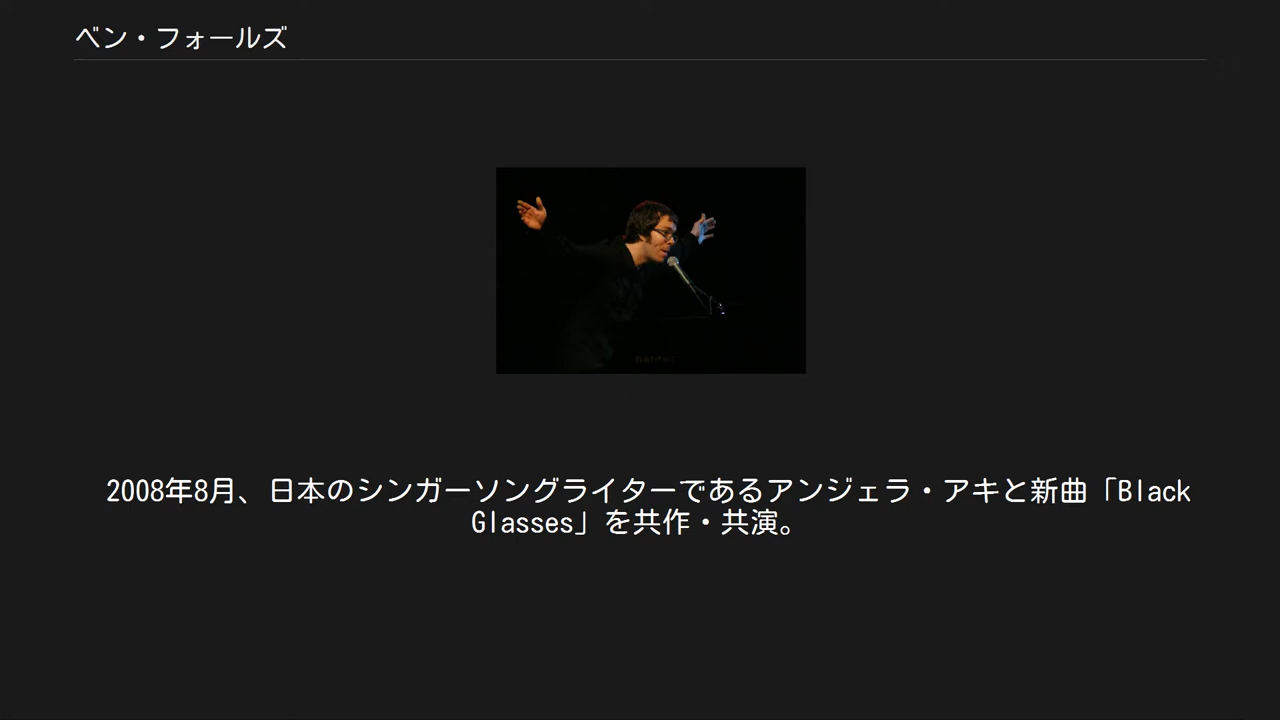 ベン・フォールズ
2008年8月、日本のシンガーソングライターであるアンジェラ・アキと新曲「Black
Glasses」を共作・共演。